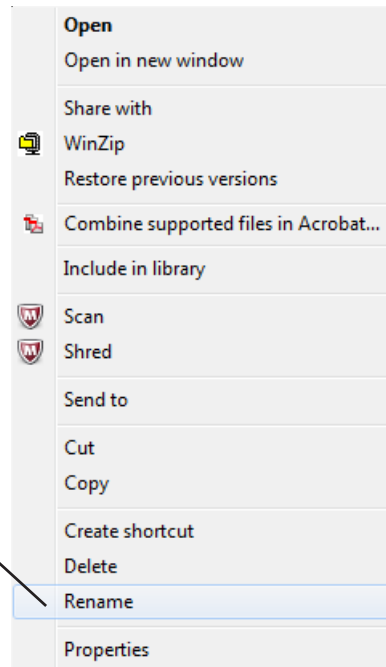 Open
Open in new window
Share with
WinZip
Restore previous versions
Combine supported files in Acrobat...
Include in library
Scan
Shred
Send to
Cut
Copy
Create shortcut
Delete
Rename
Properties